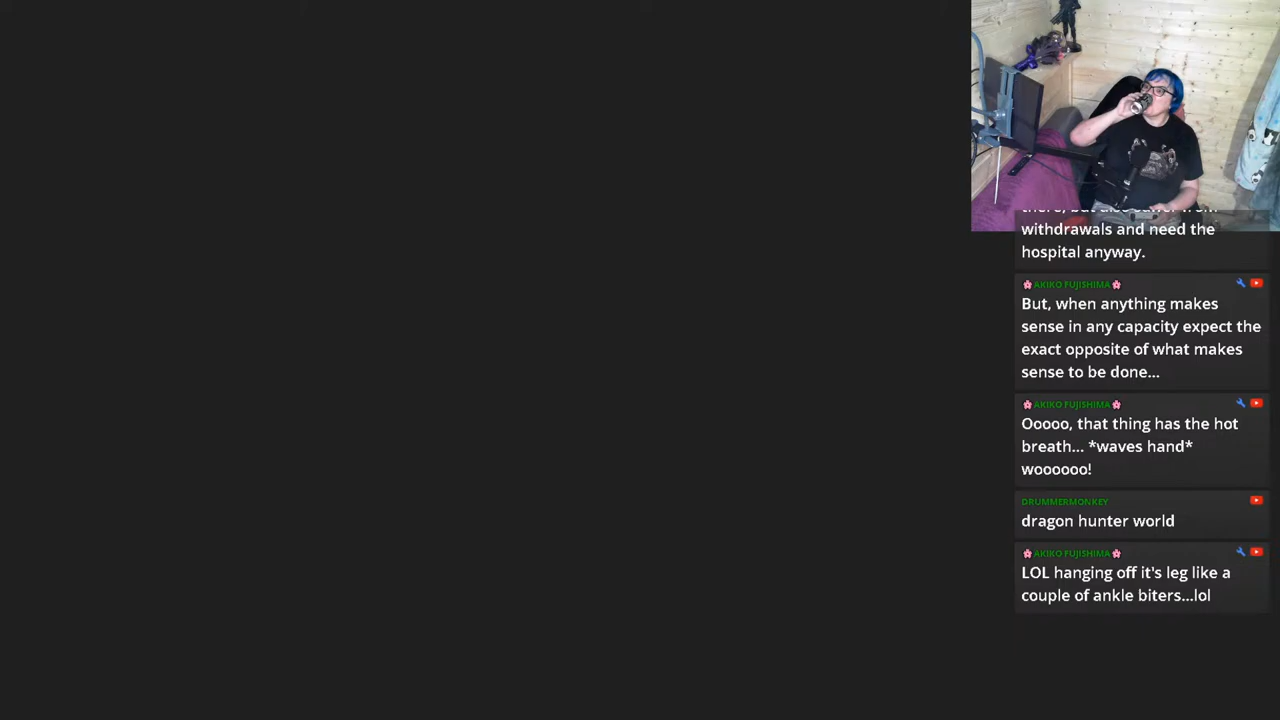 withdrawals and need the
hospital anyway.
AKIKO FUJISHIMA
But, when anything makes
sense in any capacity expect the
exact opposite of what makes
sense to be done...
AKIKO FUJISHIMA
Ooooo, that thing has the hot
breath... *waves hand*
woooooo!
DRUMMERMONKEY
dragon hunter world
AKIKO FUJISHIMA
LOL hanging off it's leg like a
couple of ankle biters...lol